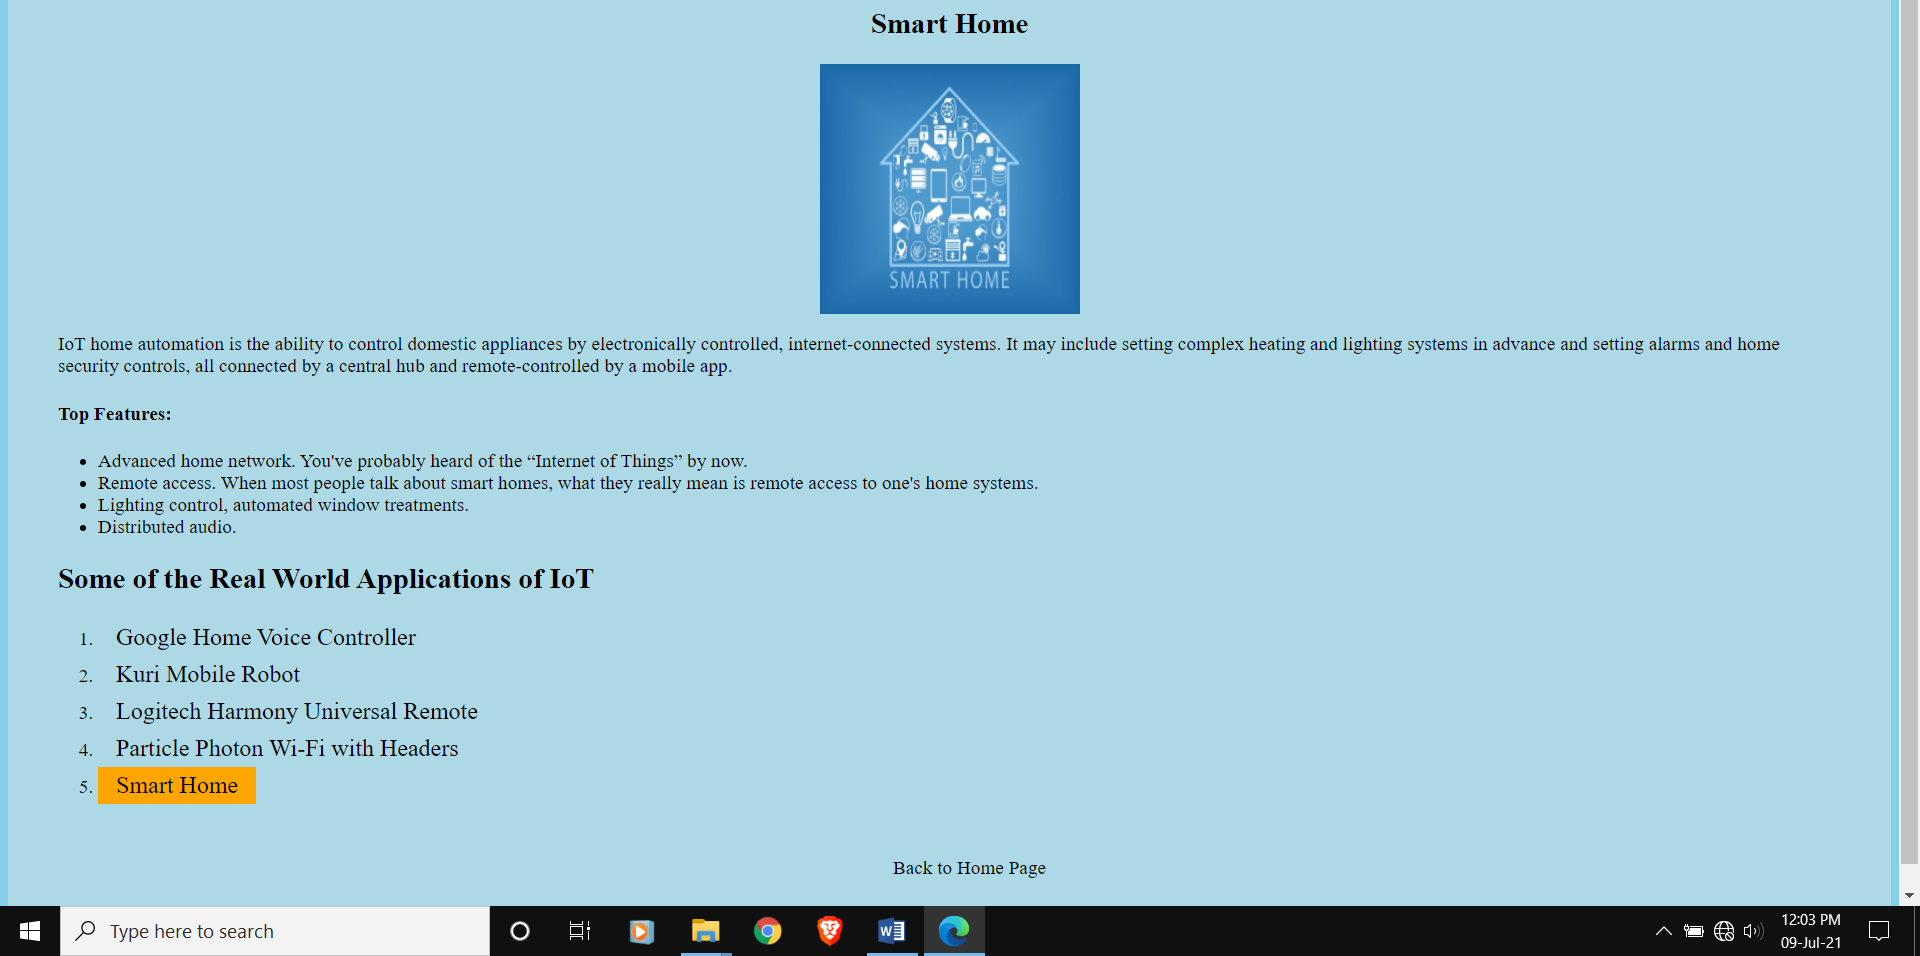 Smart Home
SMART HOME
IoT home automation is the ability to control domestic appliances by electronically controlled, internet-connected systems. It may include setting complex heating and lighting systems in advance and setting alarms and home
security controls, all connected by a central hub and remote-controlled by a mobile app.
Top Features:
• Advanced home network. You've probably heard of the “Internet of Things” by now.
• Remote access. When most people talk about smart homes, what they really mean is remote access to one's home systems.
• Lighting control, automated window treatments.
• Distributed audio.
Some of the Real World Applications of IoT
1. Google Home Voice Controller
2. Kuri Mobile Robot
3. Logitech Harmony Universal Remote
4. Particle Photon Wi-Fi with Headers
5. Smart Home
Back to Home Page
Type here to search
12:03 PM
09-Jul-21